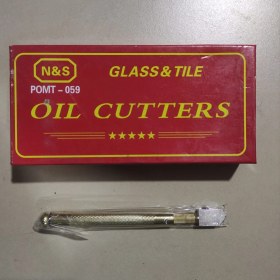 N&S
GLASS & TILE
POMT - 059
OIL CUTTERS